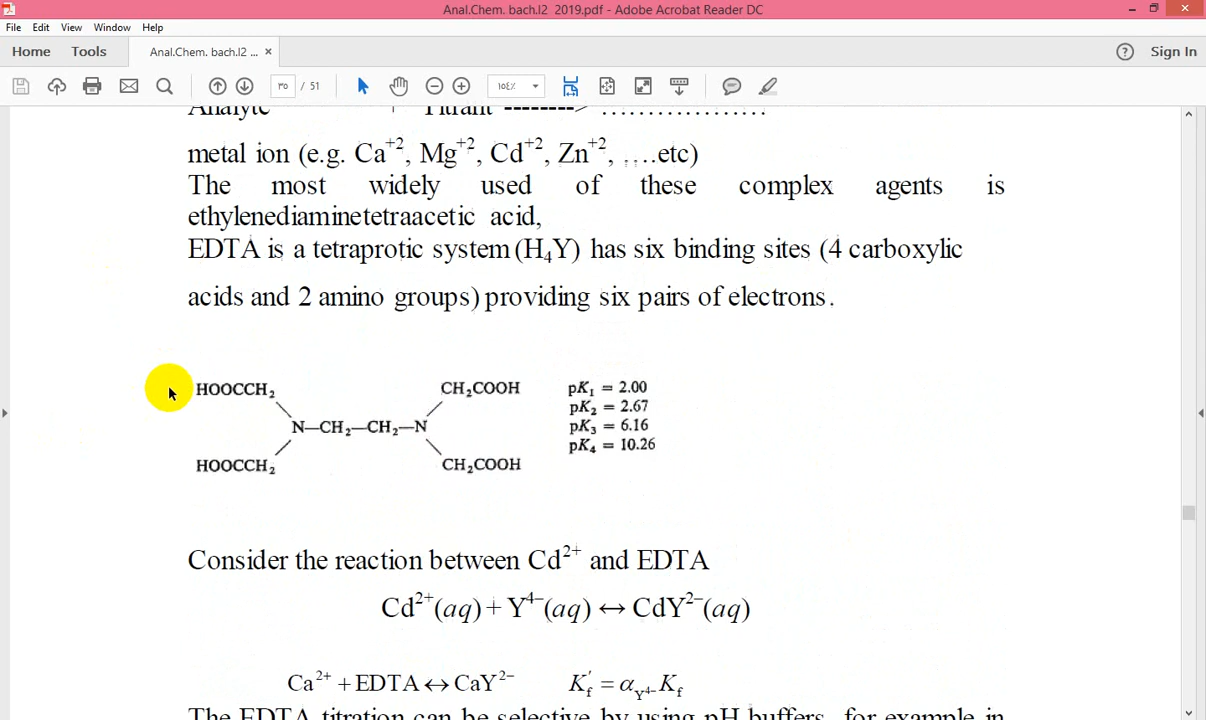 Anal.Chem. bach.l2 2019.pdf - Adobe Acrobat Reader DC
File Edit View Window Help
Home Tools Anal.Chem. bach.l2 ... × ? Sign In
٣٥ / 51 ١٥٤٪
Analyte + Titrant --------> ..................
metal ion (e.g. Ca⁺², Mg⁺², Cd⁺², Zn⁺², ....etc)
The most widely used of these complex agents is
ethylenediaminetetraacetic acid,
EDTA is a tetraprotic system (H₄Y) has six binding sites (4 carboxylic
acids and 2 amino groups) providing six pairs of electrons.
HOOCCH₂ CH₂COOH pK₁ = 2.00
pK₂ = 2.67
N—CH₂—CH₂—N pK₃ = 6.16
pK₄ = 10.26
HOOCCH₂ CH₂COOH
Consider the reaction between Cd²⁺ and EDTA
Cd²⁺(aq) + Y⁴⁻(aq) ↔ CdY²⁻(aq)
Ca²⁺ + EDTA ↔ CaY²⁻ K′f = αY⁴⁻ Kf
The EDTA titration can be selective by using pH buffers, for example in